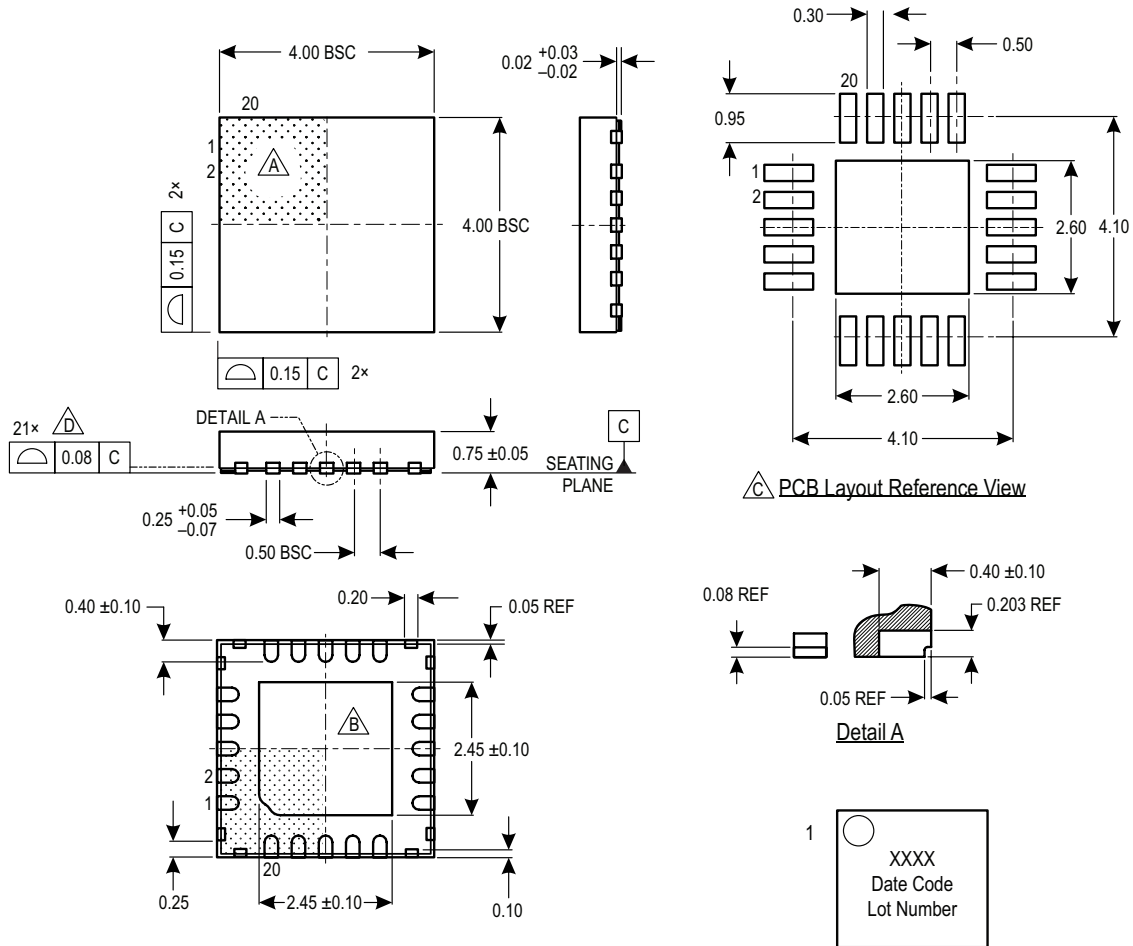 4.00 BSC
20
1
2
A
4.00 BSC
2×
0.15 C
0.15 C 2×
0.02 +0.03 –0.02
0.30
0.50
20
0.95
1
2
2.60
4.10
2.60
4.10
C PCB Layout Reference View
21× D
0.08 C
DETAIL A
0.75 ±0.05
C
SEATING
PLANE
0.25 +0.05 –0.07
0.50 BSC
0.40 ±0.10
0.20
0.05 REF
B
2.45 ±0.10
2
1
20
0.25
2.45 ±0.10
0.10
0.08 REF
0.40 ±0.10
0.203 REF
0.05 REF
Detail A
1
XXXX
Date Code
Lot Number